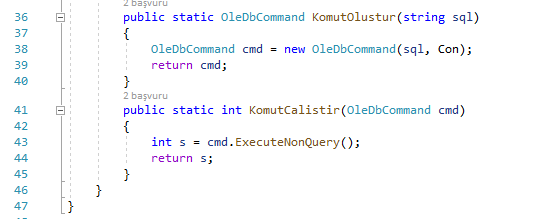 2 başvuru
36 public static OleDbCommand KomutOlustur(string sql)
37 {
38 OleDbCommand cmd = new OleDbCommand(sql, Con);
39 return cmd;
40 }
2 başvuru
41 public static int KomutCalistir(OleDbCommand cmd)
42 {
43 int s = cmd.ExecuteNonQuery();
44 return s;
45 }
46 }
47 }